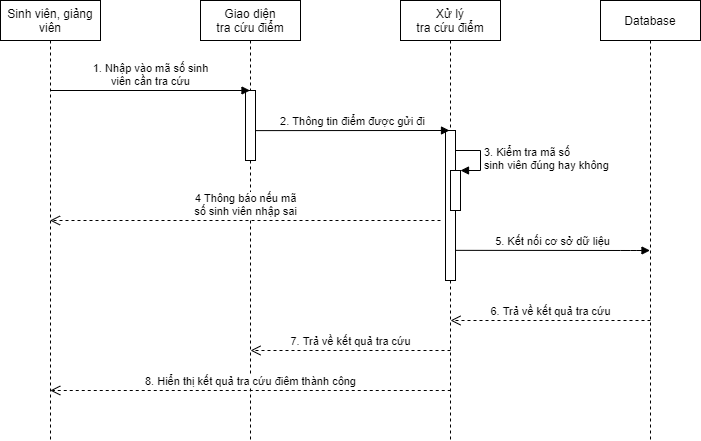 Sinh viên, giảng
viên
Giao diện
tra cứu điểm
Xử lý
tra cứu điểm
Database
1. Nhập vào mã số sinh
viên cần tra cứu
2. Thông tin điểm được gửi đi
3. Kiểm tra mã số
sinh viên đúng hay không
4 Thông báo nếu mã
số sinh viên nhập sai
5. Kết nối cơ sở dữ liệu
6. Trả về kết quả tra cứu
7. Trả về kết quả tra cứu
8. Hiển thị kết quả tra cứu điêm thành công